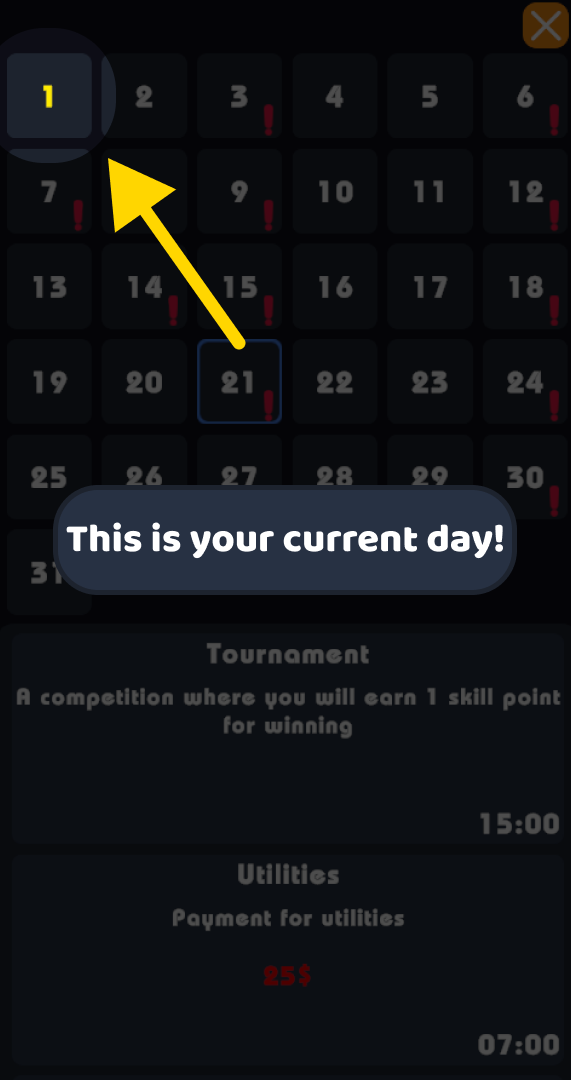 1 2 3 4 5 6
7 9 10 11 12
13 14 15 16 17 18
19 20 21 22 23 24
25 26 27 28 29 30
This is your current day!
31
Tournament
A competition where you will earn 1 skill point
for winning
15:00
Utilities
Payment for utilities
25$
07:00